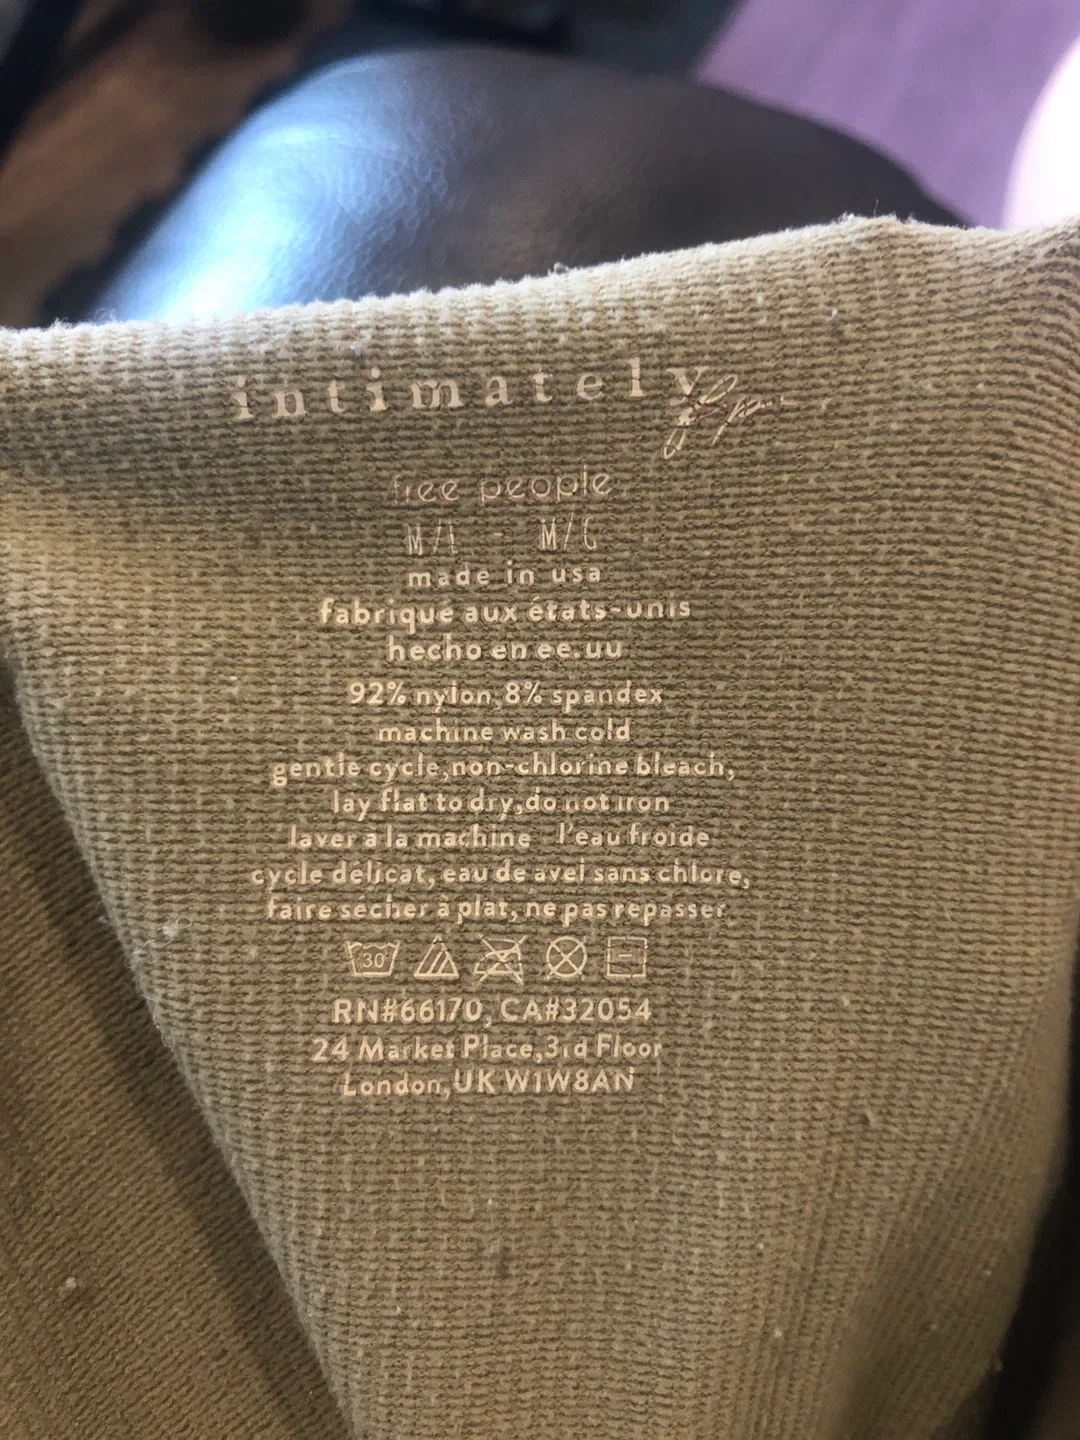 intimately
free people
M/L - M/G
made in usa
fabrique aux états-unis
hecho en ee.uu
92% nylon,8% spandex
machine wash cold
gentle cycle,non-chlorine bleach,
lay flat to dry,do not iron
laver a la machine l'eau froide
cycle délicat, eau de avel sans chlore,
faire sécher à plat, ne pas repasser
30
RN#66170, CA#32054
24 Market Place,3rd Floor
London,UK W1W8AN